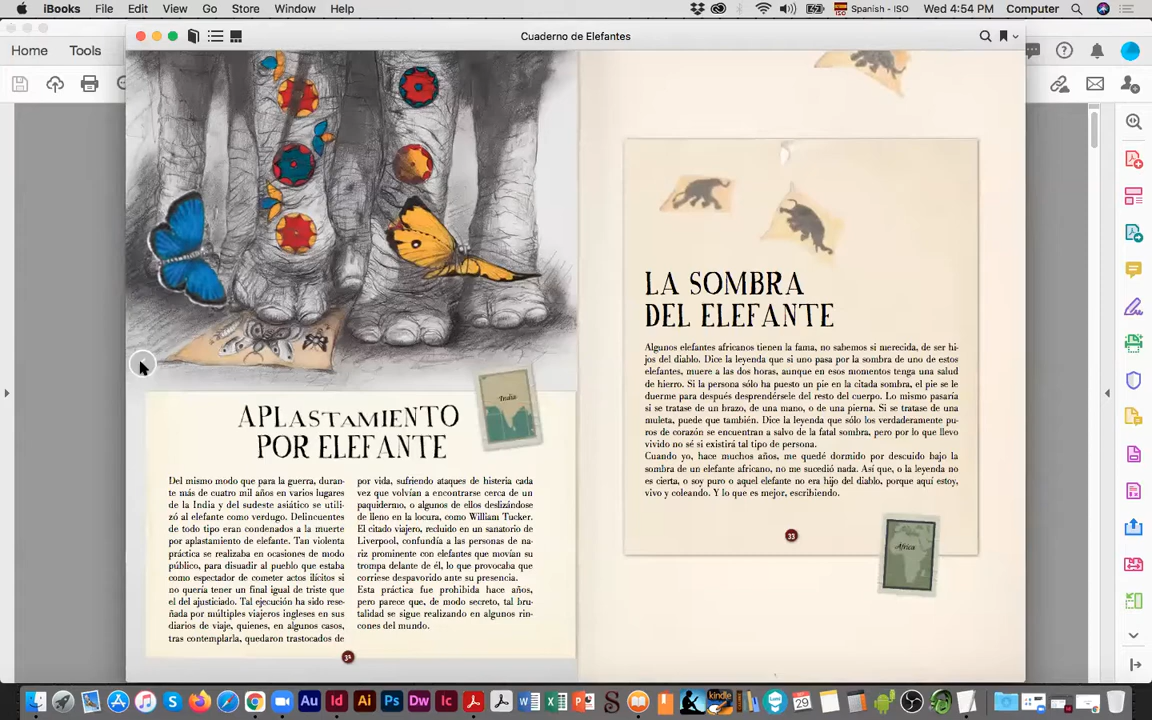 iBooks File Edit View Go Store Window Help
Spanish - ISO Wed 4:54 PM Computer
Cuaderno de Elefantes
Home Tools
India
APLASTAMIENTO
POR ELEFANTE
Del mismo modo que para la guerra, duran-
te más de cuatro mil años en varios lugares
de la India y del sudeste asiático se utili-
zó al elefante como verdugo. Delincuentes
de todo tipo eran condenados a la muerte
por aplastamiento de elefante. Tan violenta
práctica se realizaba en ocasiones de modo
público, para disuadir al pueblo que estaba
como espectador de cometer actos ilícitos si
no quería tener un final igual de triste que
el del ajusticiado. Tal ejecución ha sido rese-
ñada por múltiples viajeros ingleses en sus
diarios de viaje, quienes, en algunos casos,
tras contemplarla, quedaron trastocados de
por vida, sufriendo ataques de histeria cada
vez que volvían a encontrarse cerca de un
paquidermo, o algunos de ellos deslizándose
de lleno en la locura, como William Tucker.
El citado viajero, recluido en un sanatorio de
Liverpool, confundía a las personas de na-
riz prominente con elefantes que movían su
trompa delante de él, lo que provocaba que
corriese despavorido ante su presencia.
Esta práctica fue prohibida hace años,
pero parece que, de modo secreto, tal bru-
talidad se sigue realizando en algunos rin-
cones del mundo.
32
LA SOMBRA
DEL ELEFANTE
Algunos elefantes africanos tienen la fama, no sabemos si merecida, de ser hi-
jos del diablo. Dice la leyenda que si uno pasa por la sombra de uno de estos
elefantes, muere a las dos horas, aunque en esos momentos tenga una salud
de hierro. Si la persona sólo ha puesto un pie en la citada sombra, el pie se le
duerme para después desprendérsele del resto del cuerpo. Lo mismo pasaría
si se tratase de un brazo, de una mano, o de una pierna. Si se tratase de una
muleta, puede que también. Dice la leyenda que sólo los verdaderamente pu-
ros de corazón se encuentran a salvo de la fatal sombra, pero por lo que llevo
vivido no sé si existirá tal tipo de persona.
Cuando yo, hace muchos años, me quedé dormido por descuido bajo la
sombra de un elefante africano, no me sucedió nada. Así que, o la leyenda no
es cierta, o soy puro o aquel elefante no era hijo del diablo, porque aquí estoy,
vivo y coleando. Y lo que es mejor, escribiendo.
33
Africa
Au Id Ai Ps Dw Ic W X P S kindle 29